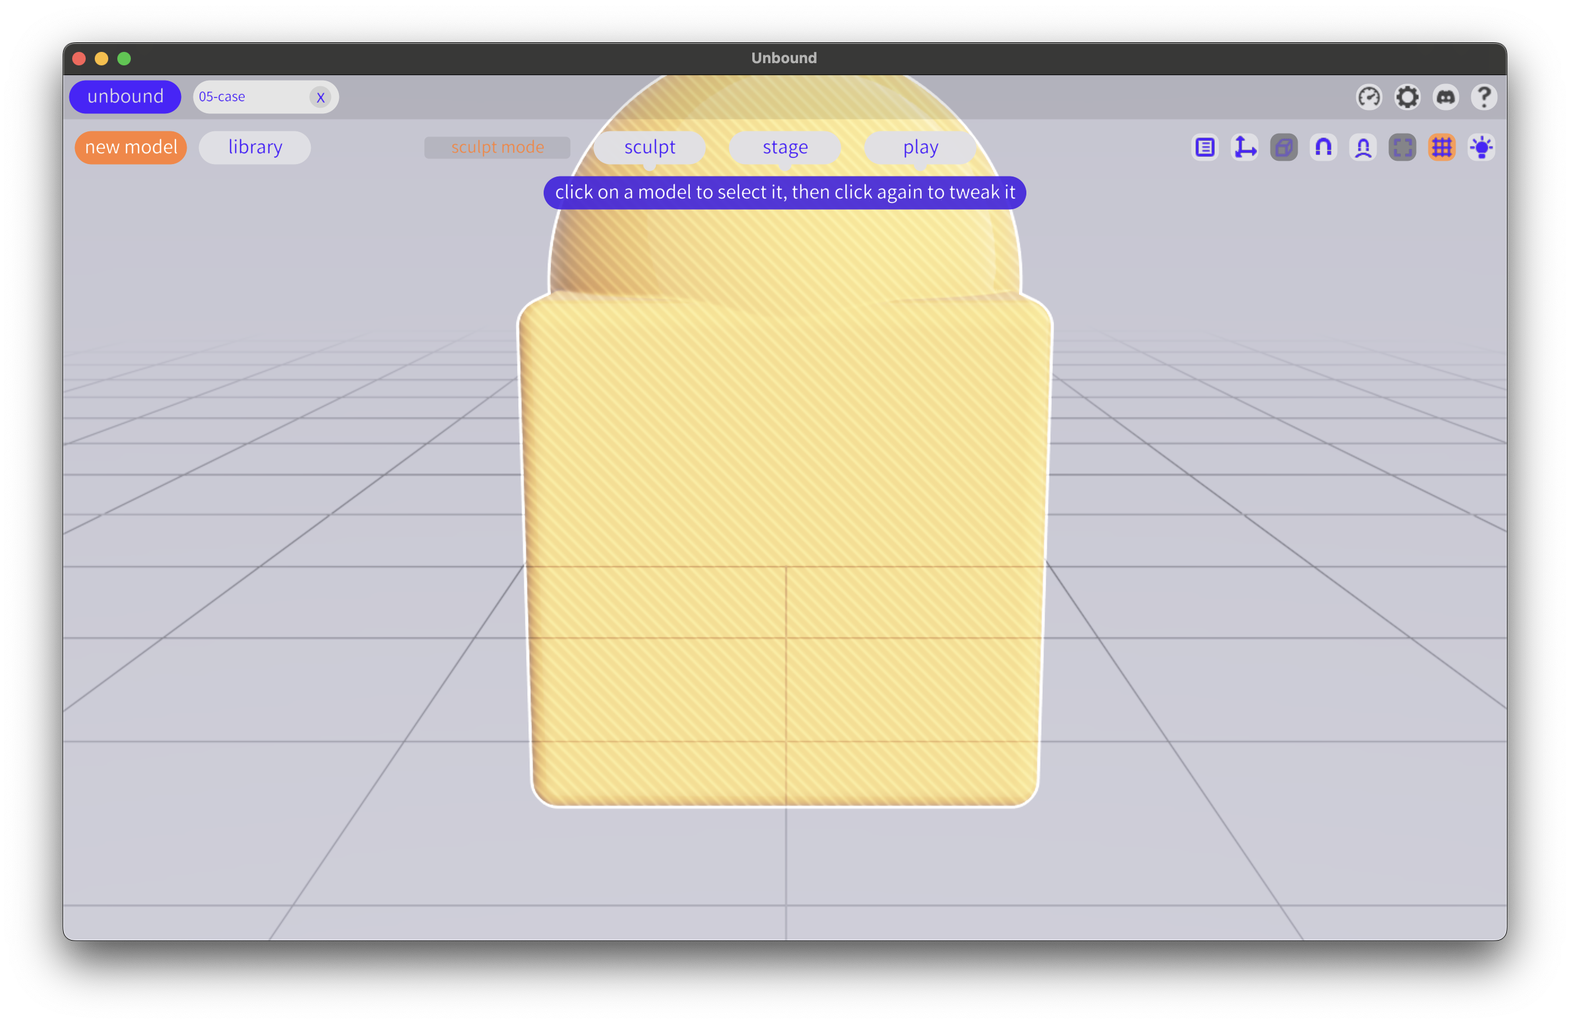 Unbound
unbound
05-case
X
?
new model
library
sculpt mode
sculpt
stage
play
click on a model to select it, then click again to tweak it